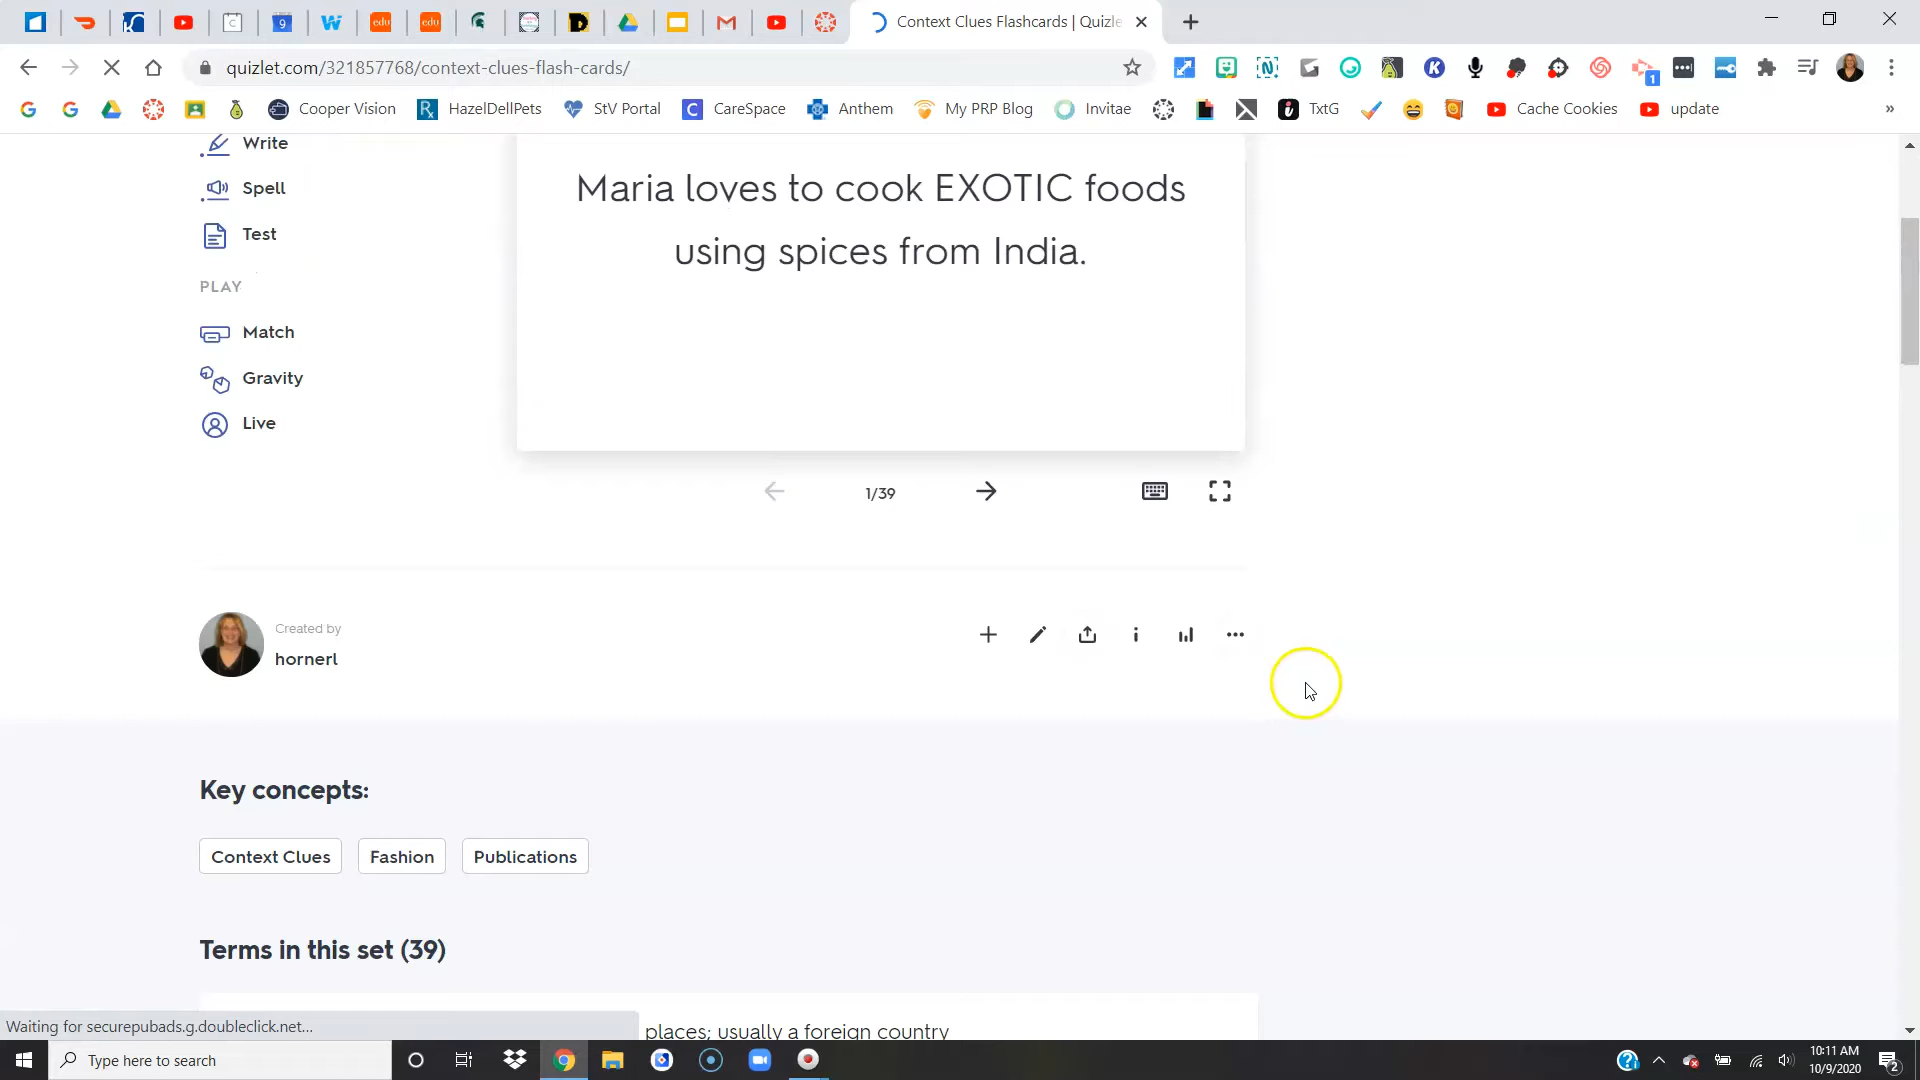 Context Clues Flashcards | Quizle
quizlet.com/321857768/context-clues-flash-cards/
Cooper Vision
HazelDellPets
StV Portal
CareSpace
Anthem
My PRP Blog
Invitae
TxtG
Cache Cookies
update
»
Write
Spell
Test
PLAY
Match
Gravity
Live
Maria loves to cook EXOTIC foods
using spices from India.
1/39
Created by
hornerl
Key concepts:
Context Clues
Fashion
Publications
Terms in this set (39)
places; usually a foreign country
Waiting for securepubads.g.doubleclick.net...
Type here to search
10:11 AM
10/9/2020
2